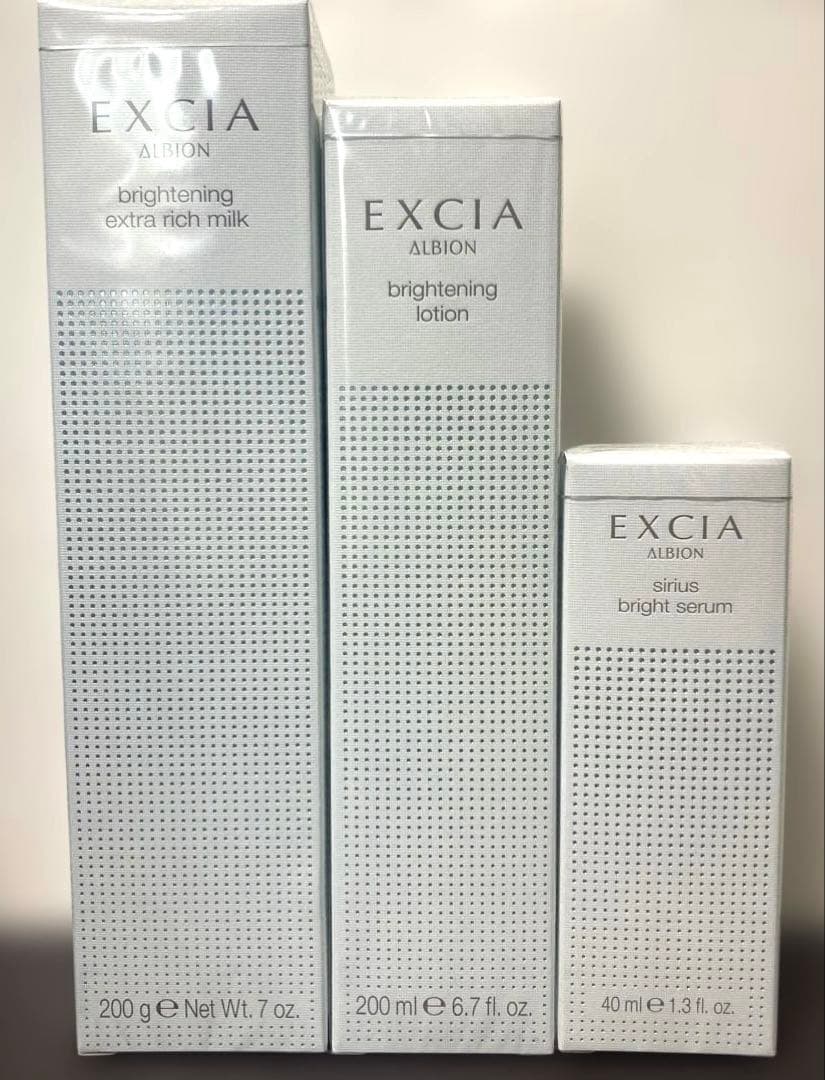 EXCIA
ALBION
brightening
extra rich milk
200 g ℮ Net Wt. 7 oz.
EXCIA
ALBION
brightening
lotion
200 ml ℮ 6.7 fl. oz.
EXCIA
ALBION
sirius
bright serum
40 ml ℮ 1.3 fl. oz.